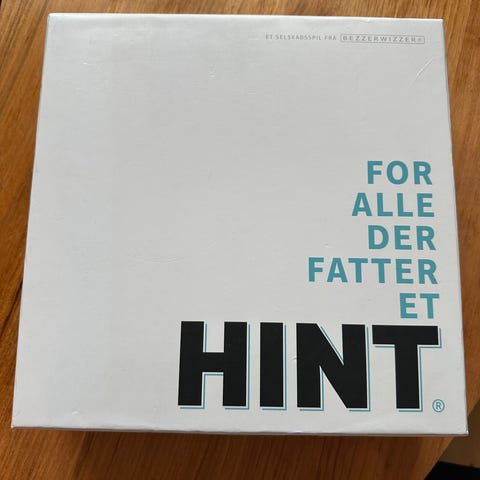 ET SELSKABSSPIL FRA BEZZERWIZZER®
FOR
ALLE
DER
FATTER
ET
HINT®